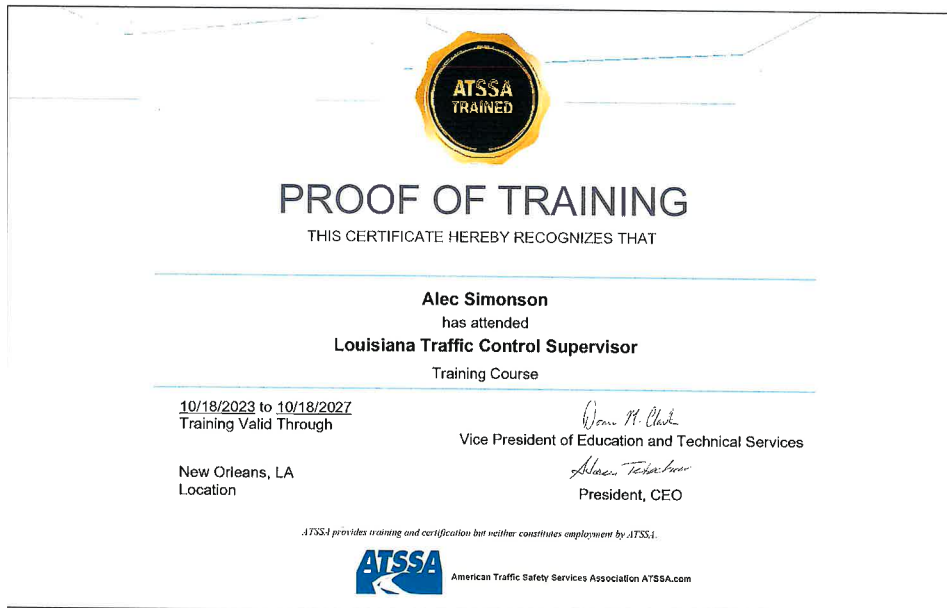 ATSSA
TRAINED
PROOF OF TRAINING
THIS CERTIFICATE HEREBY RECOGNIZES THAT
Alec Simonson
has attended
Louisiana Traffic Control Supervisor
Training Course
10/18/2023 to 10/18/2027
Training Valid Through
Vice President of Education and Technical Services
New Orleans, LA
Location
President, CEO
ATSSA provides training and certification but neither constitutes employment by ATSSA.
ATSSA
American Traffic Safety Services Association ATSSA.com